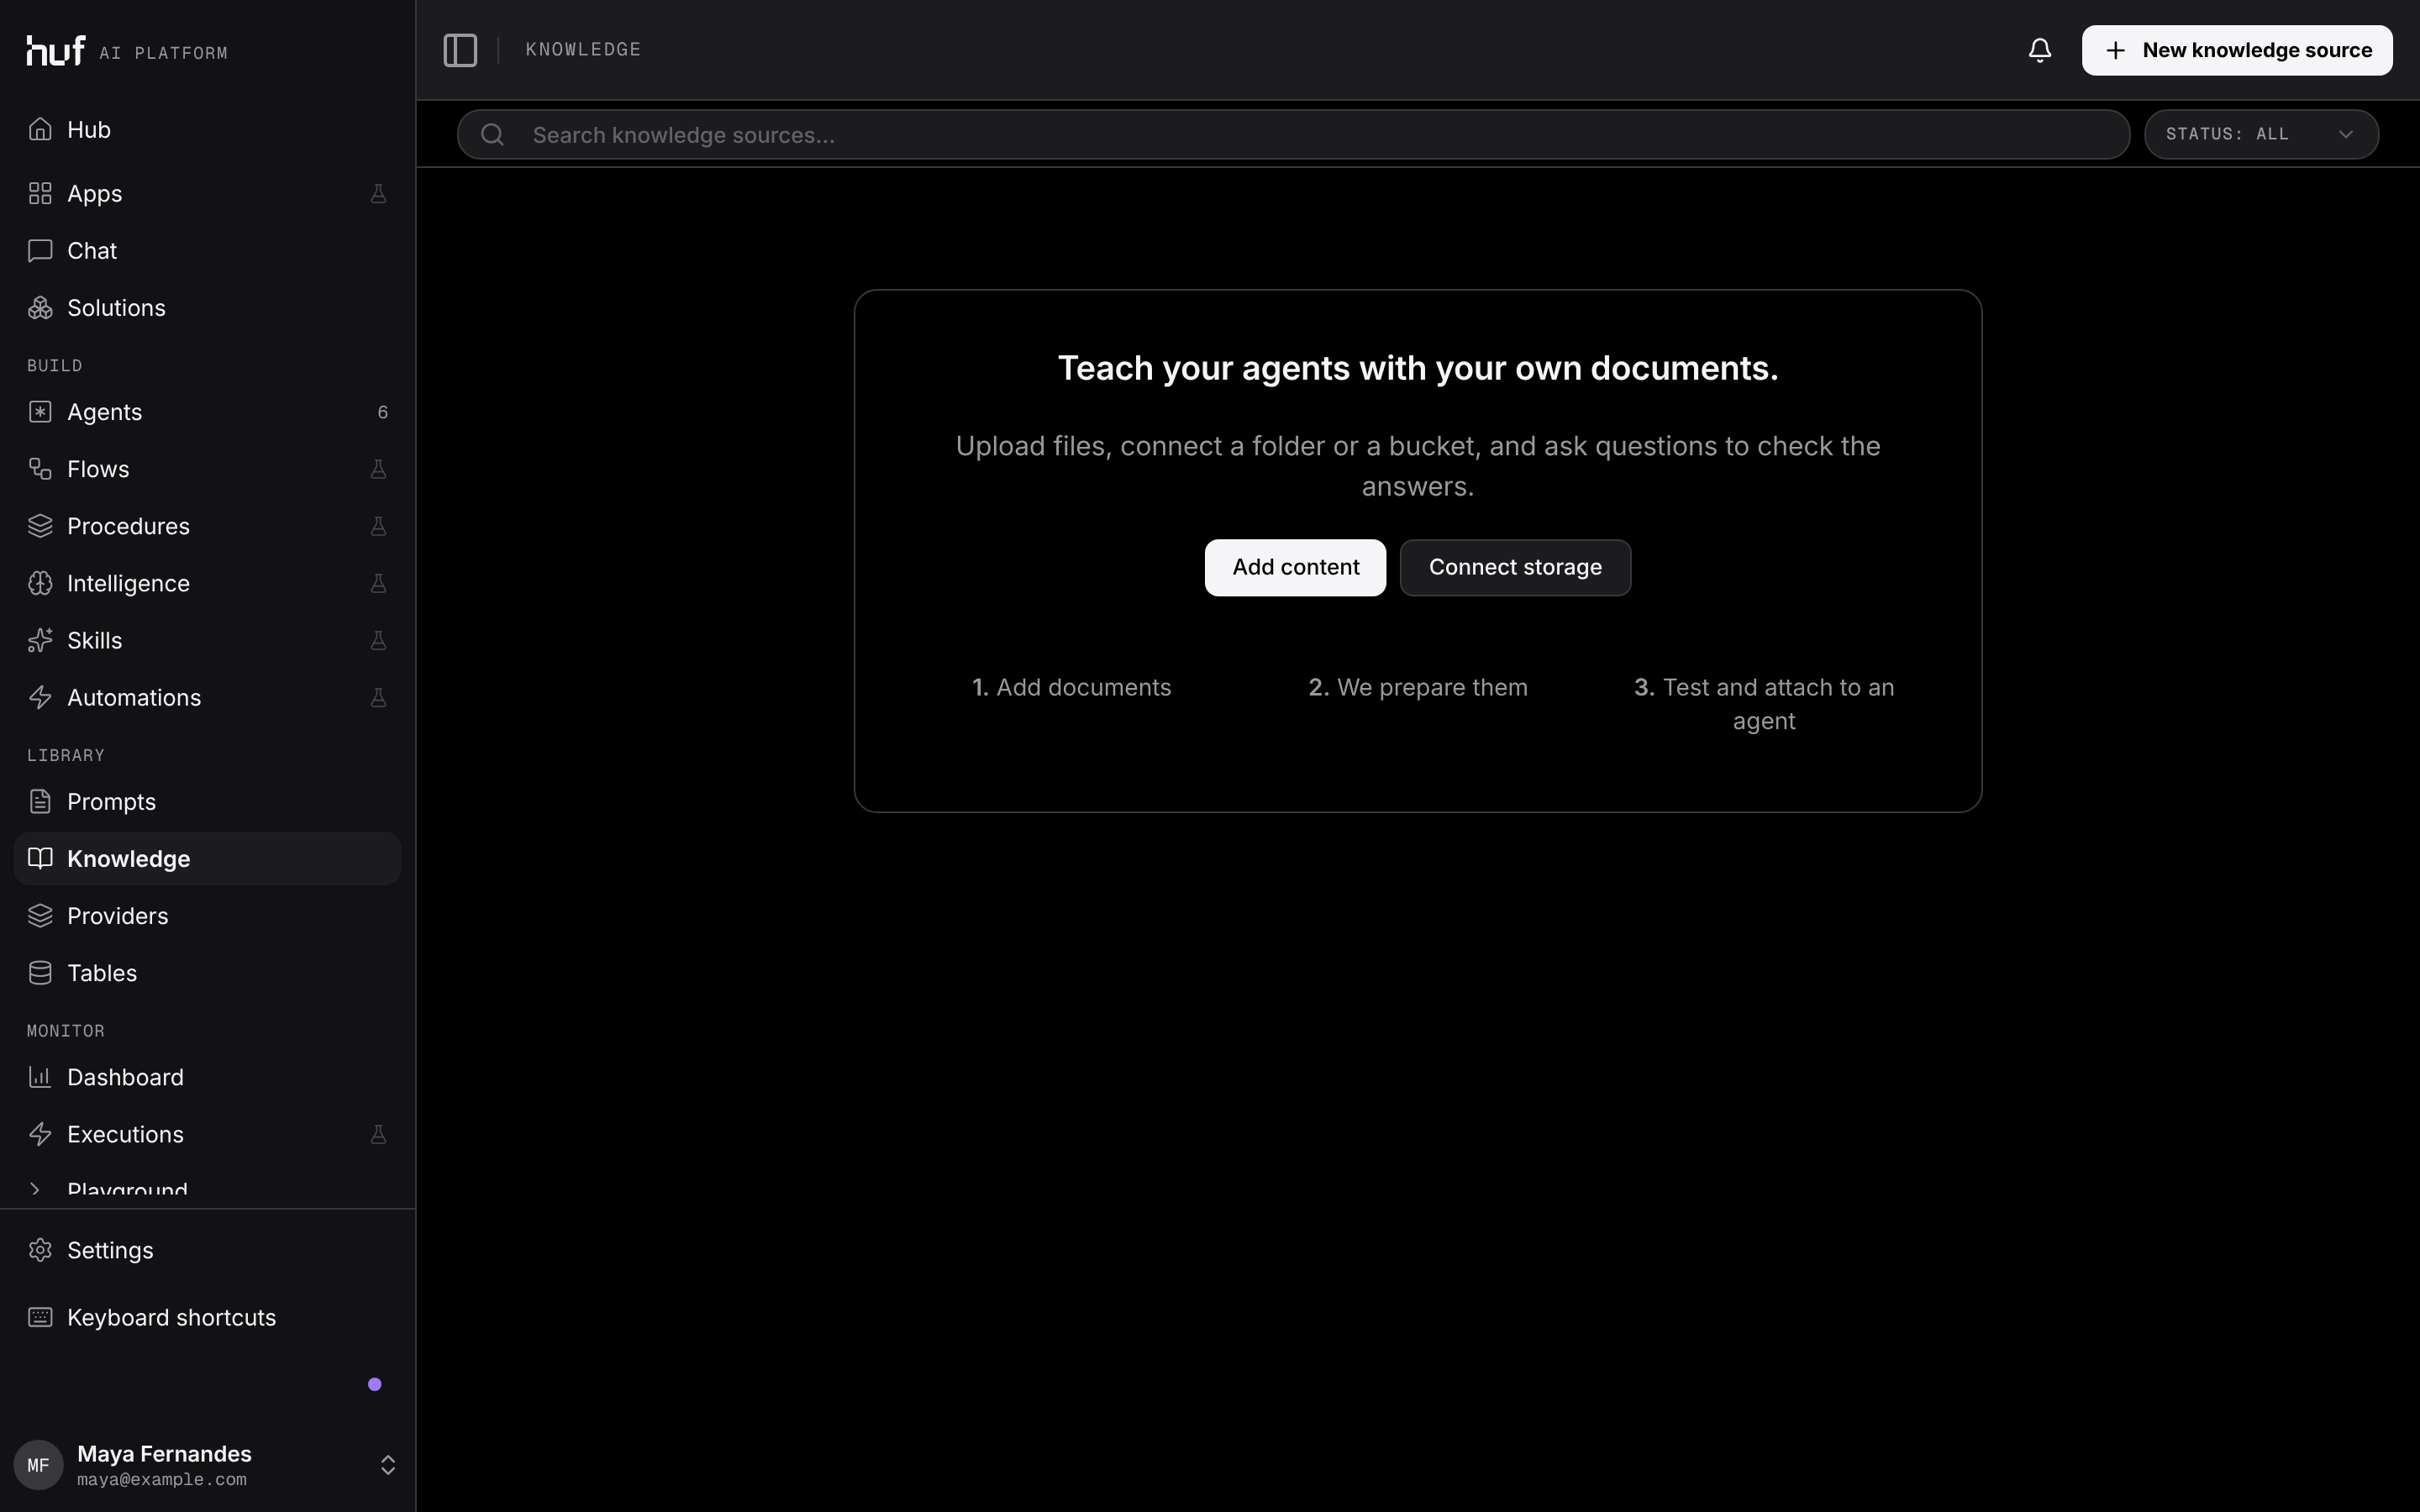 huf AI PLATFORM
Hub
Apps
Chat
Solutions
BUILD
Agents 6
Flows
Procedures
Intelligence
Skills
Automations
LIBRARY
Prompts
Knowledge
Providers
Tables
MONITOR
Dashboard
Executions
Playground
Settings
Keyboard shortcuts
MF
Maya Fernandes
maya@example.com
KNOWLEDGE
New knowledge source
Search knowledge sources...
STATUS: ALL
Teach your agents with your own documents.
Upload files, connect a folder or a bucket, and ask questions to check the
answers.
Add content
Connect storage
1. Add documents
2. We prepare them
3. Test and attach to an
agent